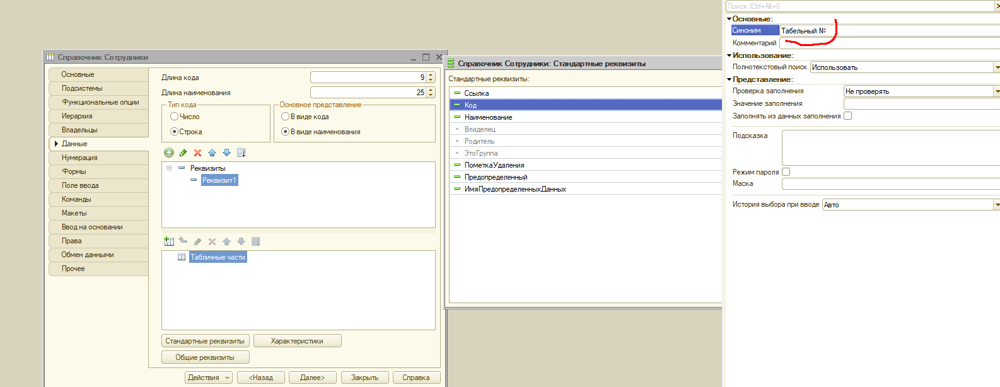 Справочник Сотрудники
Основные
Подсистемы
Функциональные опции
Иерархия
Владельцы
Данные
Нумерация
Формы
Поле ввода
Команды
Макеты
Ввод на основании
Права
Обмен данными
Прочее
Длина кода 9
Длина наименования 25
Тип кода
Число
Строка
Основное представление
В виде кода
В виде наименования
Реквизиты
Реквизит1
Табличные части
Стандартные реквизиты Характеристики
Общие реквизиты
Действия <Назад Далее> Закрыть Справка
Справочник Сотрудники: Стандартные реквизиты
Стандартные реквизиты:
Ссылка
Код
Наименование
Владелец
Родитель
ЭтоГруппа
ПометкаУдаления
Предопределенный
ИмяПредопределенныхДанных
Поиск (Ctrl+Alt+I)
Основные:
Синоним Табельный №
Комментарий
Использование:
Полнотекстовый поиск Использовать
Представление:
Проверка заполнения Не проверять
Значение заполнения
Заполнять из данных заполнения
Подсказка
Режим пароля
Маска
История выбора при вводе Авто